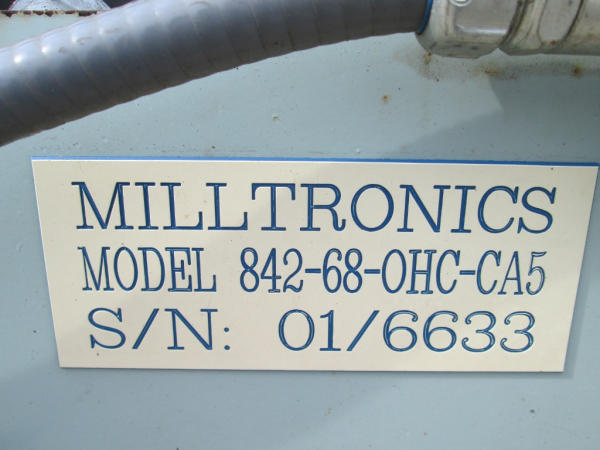 MILLTRONICS
MODEL 842-68-OHC-CA5
S/N: 01/6633